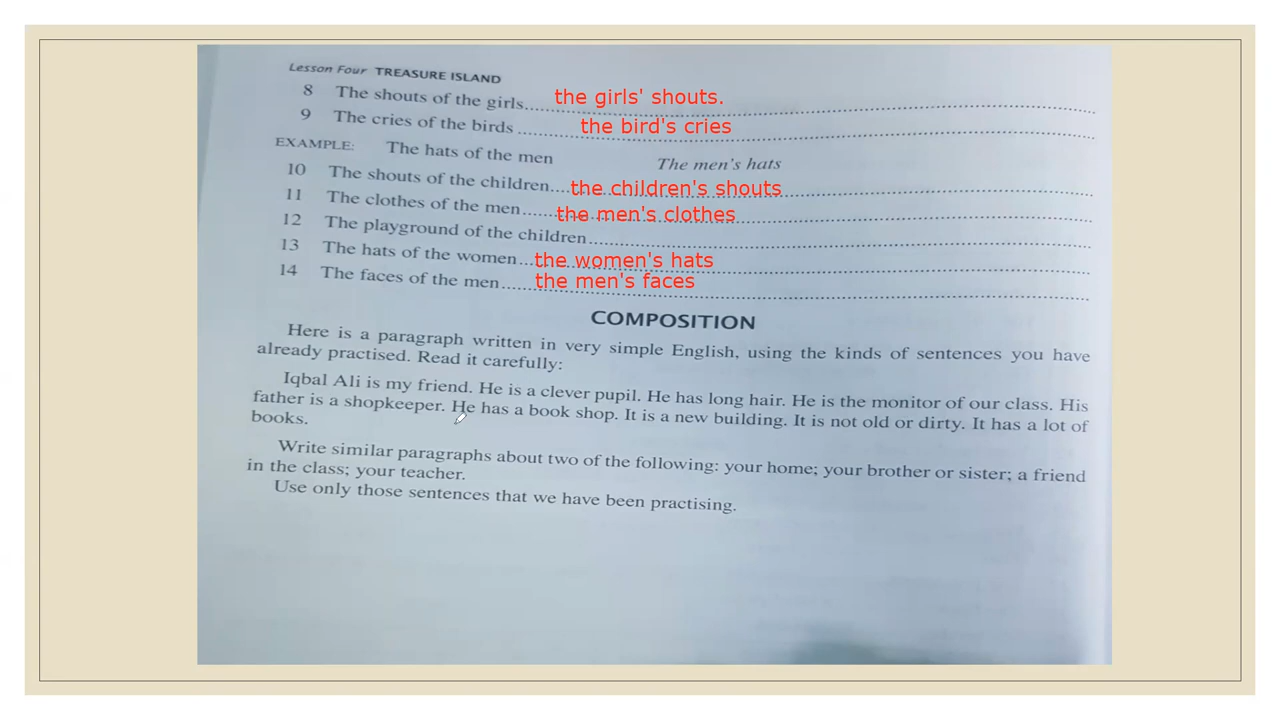 Lesson Four TREASURE ISLAND
8 The shouts of the girls.... the girls' shouts.
9 The cries of the birds .... the bird's cries
EXAMPLE: The hats of the men The men's hats
10 The shouts of the children.... the children's shouts
11 The clothes of the men.... the men's clothes
12 The playground of the children....
13 The hats of the women.... the women's hats
14 The faces of the men.... the men's faces
COMPOSITION
Here is a paragraph written in very simple English, using the kinds of sentences you have
already practised. Read it carefully:
Iqbal Ali is my friend. He is a clever pupil. He has long hair. He is the monitor of our class. His
father is a shopkeeper. He has a book shop. It is a new building. It is not old or dirty. It has a lot of
books.
Write similar paragraphs about two of the following: your home; your brother or sister; a friend
in the class; your teacher.
Use only those sentences that we have been practising.